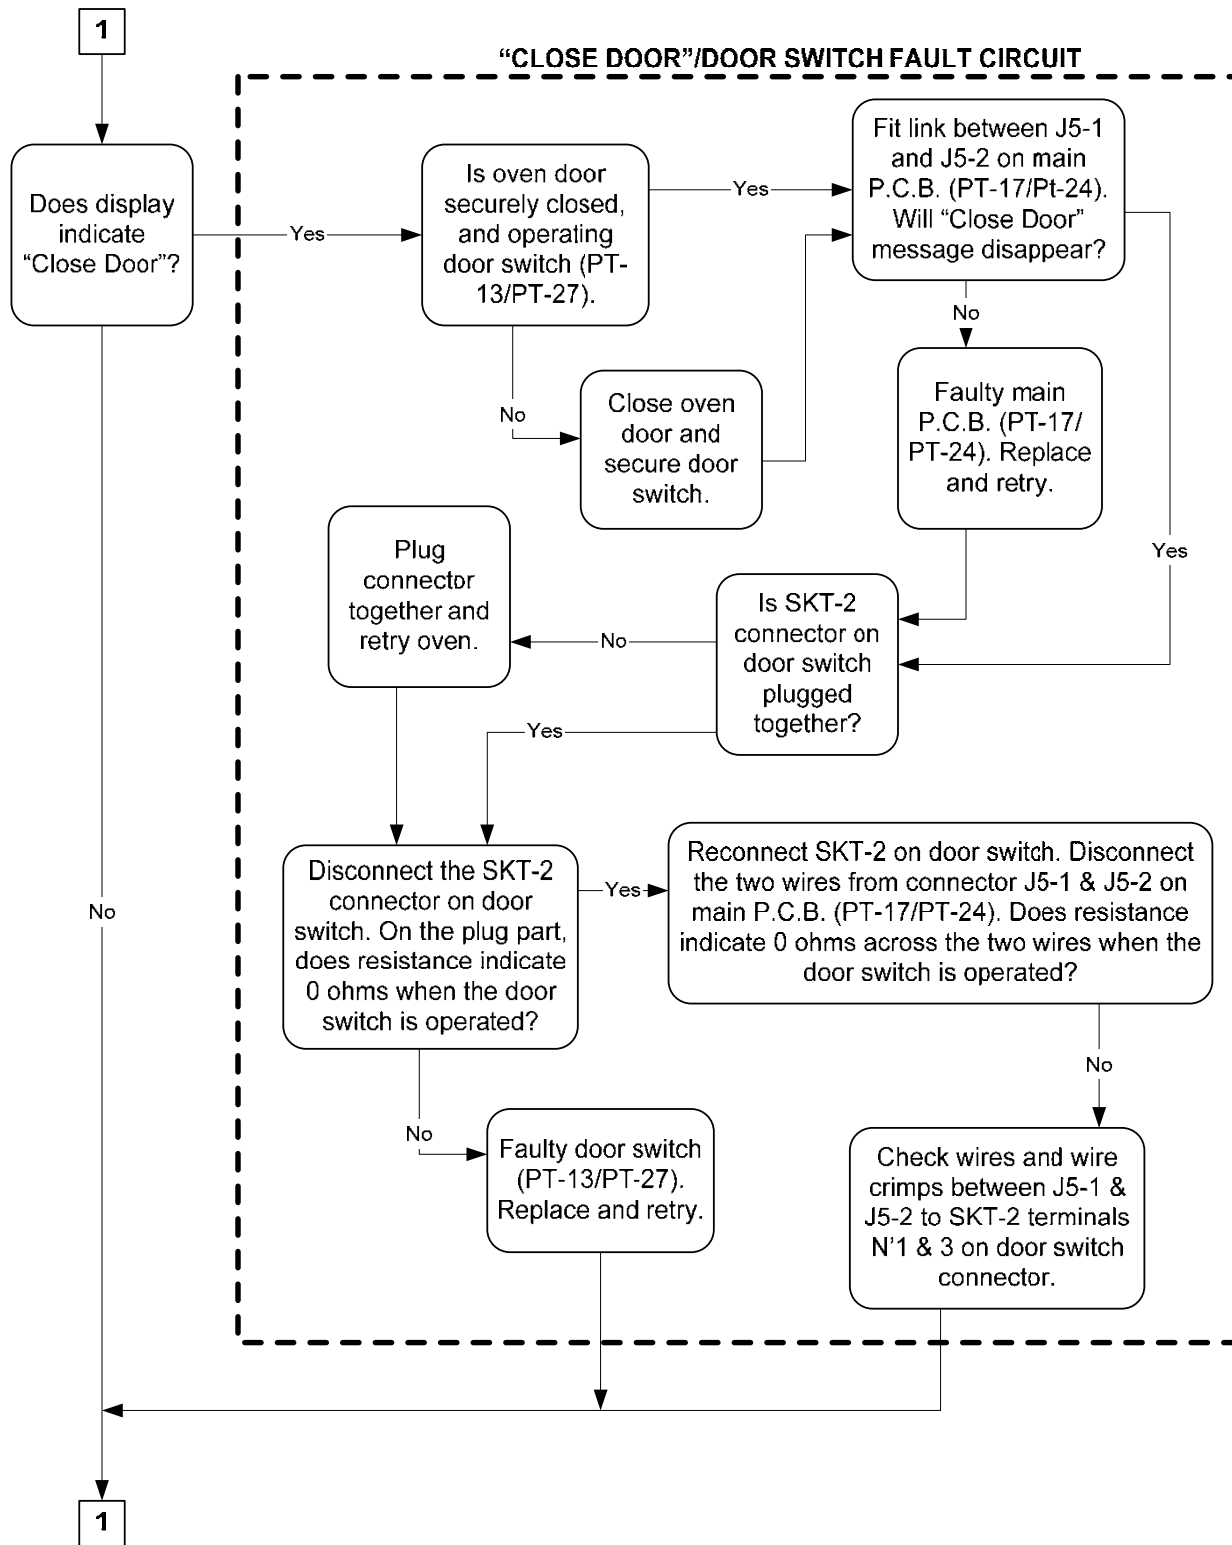 1
“CLOSE DOOR”/DOOR SWITCH FAULT CIRCUIT
Does display
indicate
“Close Door”?
Yes
Is oven door
securely closed,
and operating
door switch (PT-
13/PT-27).
Yes
Fit link between J5-1
and J5-2 on main
P.C.B. (PT-17/Pt-24).
Will “Close Door”
message disappear?
No
No
Close oven
door and
secure door
switch.
Faulty main
P.C.B. (PT-17/
PT-24). Replace
and retry.
Yes
Plug
connector
together and
retry oven.
No
Is SKT-2
connector on
door switch
plugged
together?
Yes
No
Disconnect the SKT-2
connector on door
switch. On the plug part,
does resistance indicate
0 ohms when the door
switch is operated?
Yes
Reconnect SKT-2 on door switch. Disconnect
the two wires from connector J5-1 & J5-2 on
main P.C.B. (PT-17/PT-24). Does resistance
indicate 0 ohms across the two wires when the
door switch is operated?
No
No
Faulty door switch
(PT-13/PT-27).
Replace and retry.
Check wires and wire
crimps between J5-1 &
J5-2 to SKT-2 terminals
N’1 & 3 on door switch
connector.
1